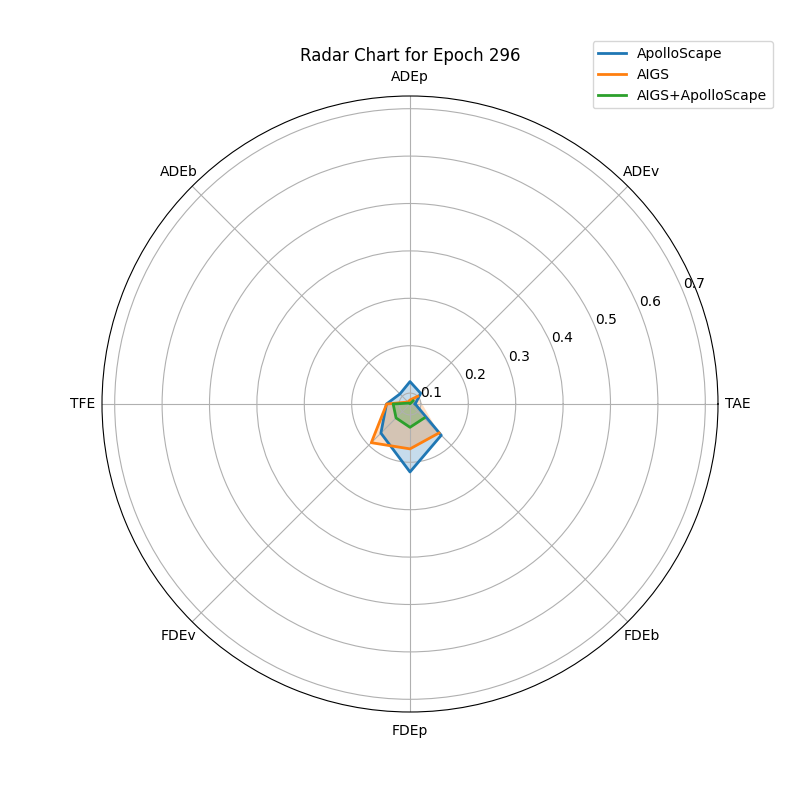 Radar Chart for Epoch 296
ApolloScape
AIGS
AIGS+ApolloScape
ADEp
ADEb
ADEv
0.7
0.6
0.5
0.4
0.3
0.2
0.1
TFE
TAE
FDEv
FDEb
FDEp